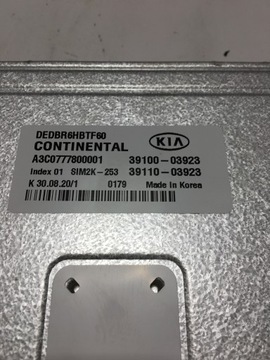 DEDBR6HBTF60
CONTINENTAL KIA
A3C0777800001 39100-03923
Index 01 SIM2K-253 39110-03923
K 30.08.20/1 0179 Made in Korea